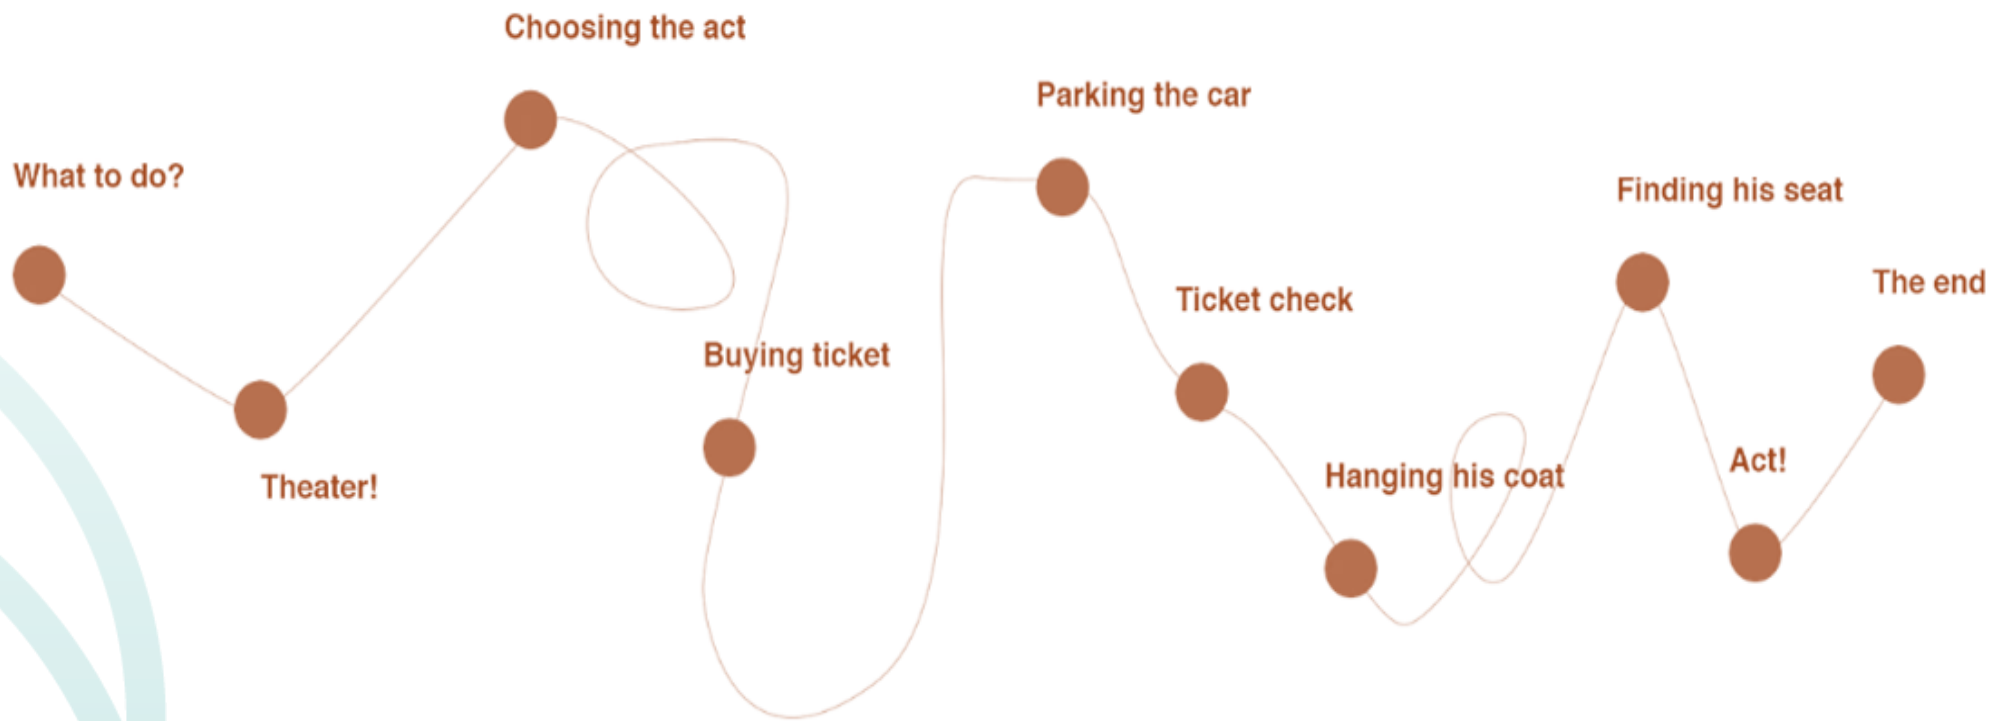 What to do?
Theater!
Choosing the act
Buying ticket
Parking the car
Ticket check
Hanging his coat
Finding his seat
Act!
The end